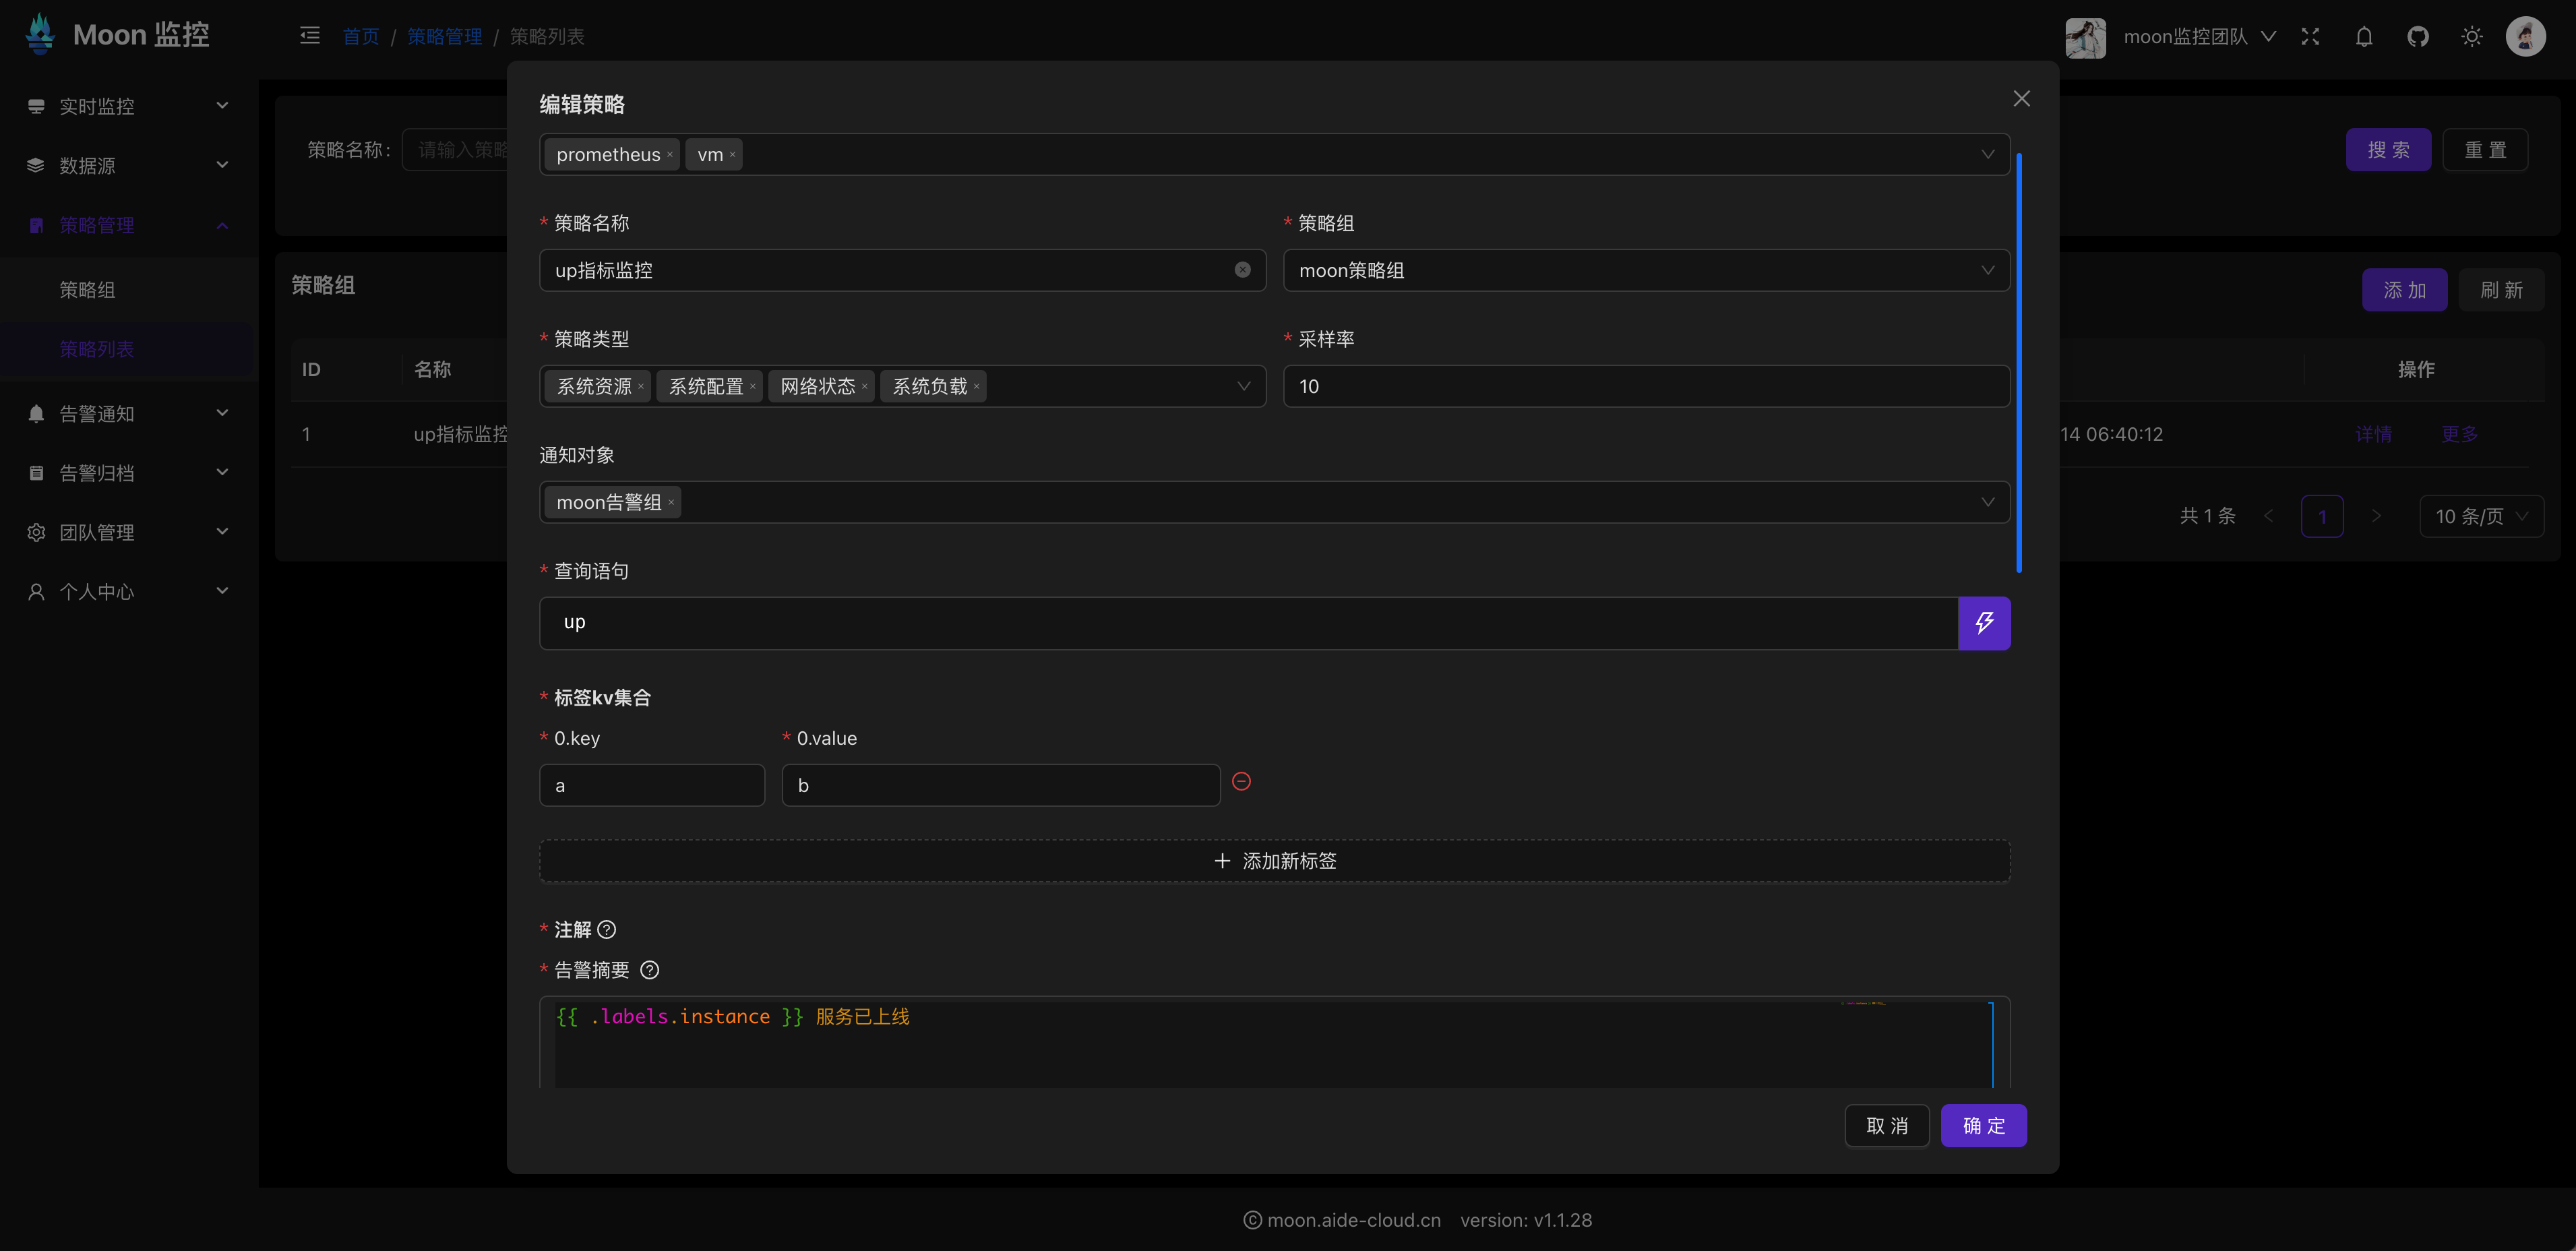 Moon 监控
首页 / 策略管理 / 策略列表
moon监控团队
实时监控
数据源
策略管理
策略组
策略列表
告警通知
告警归档
团队管理
个人中心
策略名称: 请输入策略
搜 索
重 置
策略组
添 加
刷 新
ID
名称
操作
1
up指标监控
14 06:40:12
详情
更多
共 1 条
1
10 条/页
编辑策略
prometheus ×
vm ×
* 策略名称
* 策略组
up指标监控
moon策略组
* 策略类型
* 采样率
系统资源 ×
系统配置 ×
网络状态 ×
系统负载 ×
10
通知对象
moon告警组 ×
* 查询语句
up
* 标签kv集合
* 0.key
* 0.value
a
b
+ 添加新标签
* 注解 ?
* 告警摘要 ?
{{ .labels.instance }} 服务已上线
取 消
确 定
© moon.aide-cloud.cn version: v1.1.28